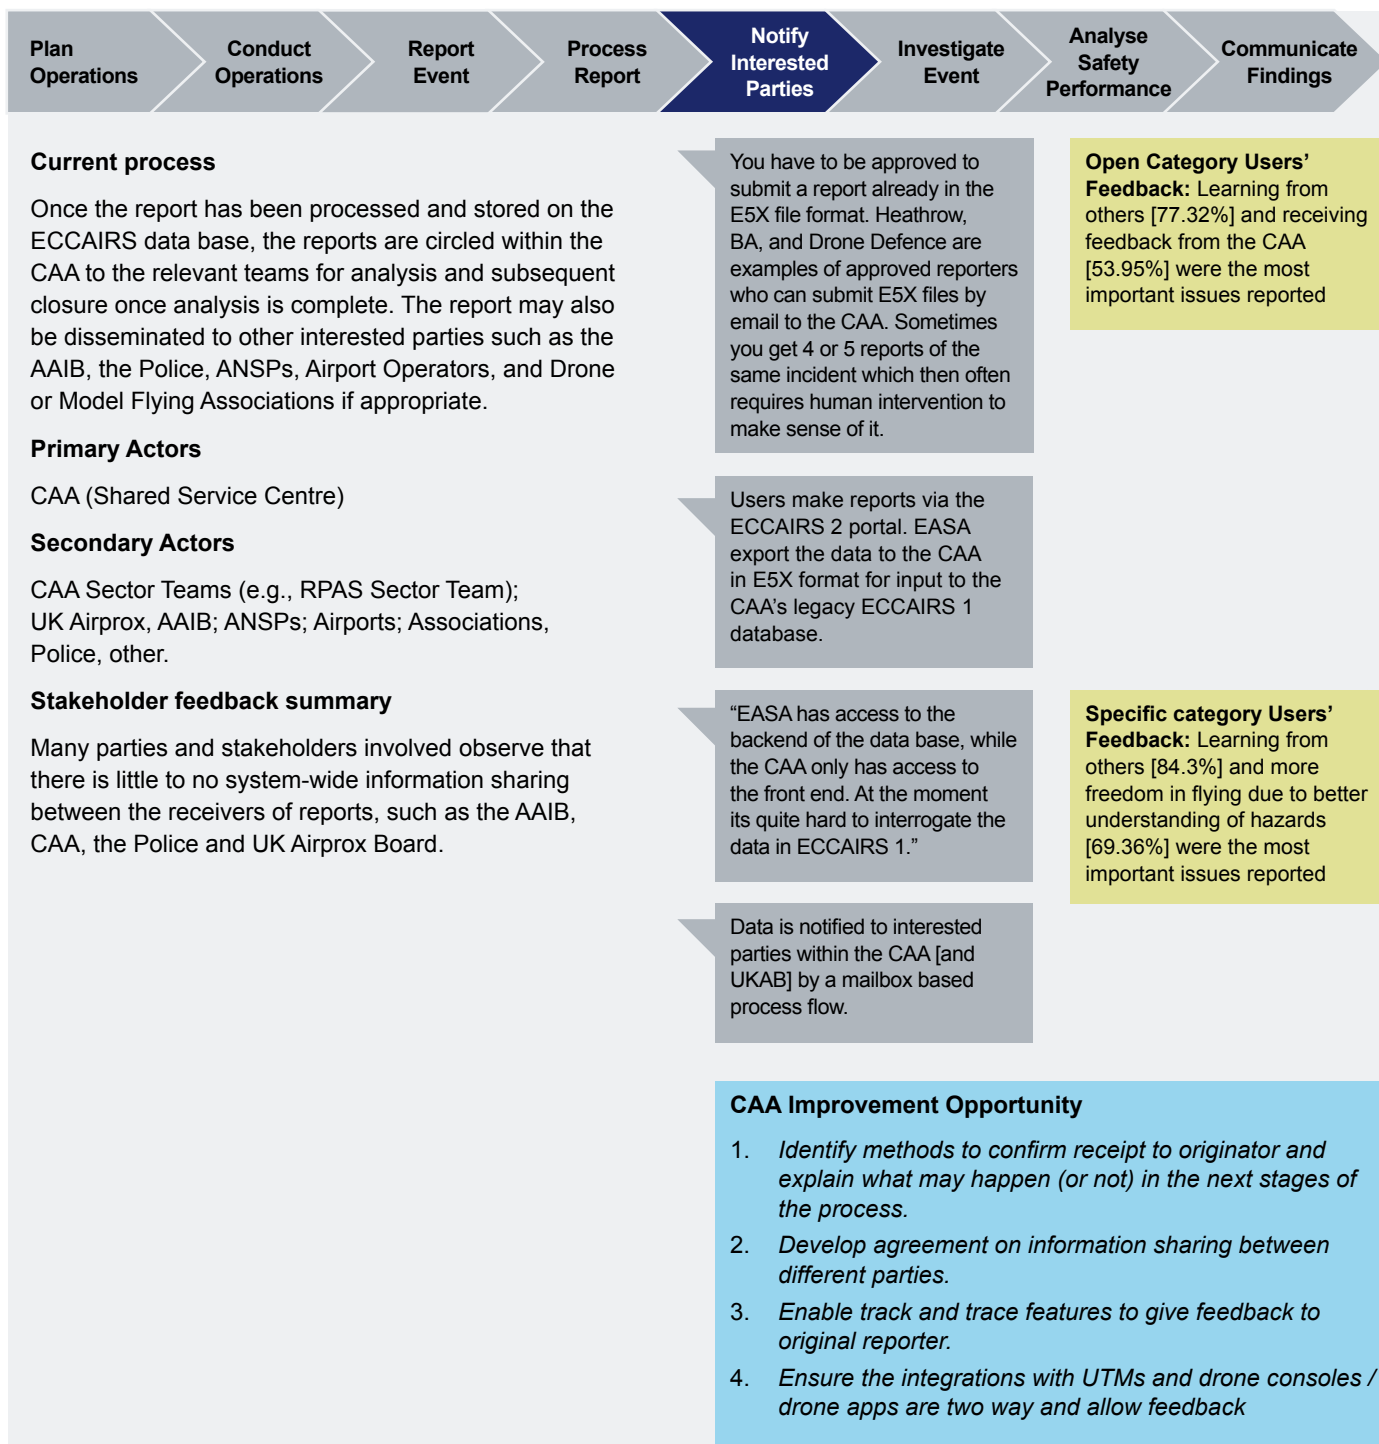 Plan
Operations
Conduct
Operations
Report
Event
Process
Report
Notify
Interested
Parties
Investigate
Event
Analyse
Safety
Performance
Communicate
Findings
Current process
Once the report has been processed and stored on the
ECCAIRS data base, the reports are circled within the
CAA to the relevant teams for analysis and subsequent
closure once analysis is complete. The report may also
be disseminated to other interested parties such as the
AAIB, the Police, ANSPs, Airport Operators, and Drone
or Model Flying Associations if appropriate.
Primary Actors
CAA (Shared Service Centre)
Secondary Actors
CAA Sector Teams (e.g., RPAS Sector Team);
UK Airprox, AAIB; ANSPs; Airports; Associations,
Police, other.
Stakeholder feedback summary
Many parties and stakeholders involved observe that
there is little to no system-wide information sharing
between the receivers of reports, such as the AAIB,
CAA, the Police and UK Airprox Board.
You have to be approved to
submit a report already in the
E5X file format. Heathrow,
BA, and Drone Defence are
examples of approved reporters
who can submit E5X files by
email to the CAA. Sometimes
you get 4 or 5 reports of the
same incident which then often
requires human intervention to
make sense of it.
Users make reports via the
ECCAIRS 2 portal. EASA
export the data to the CAA
in E5X format for input to the
CAA's legacy ECCAIRS 1
database.
“EASA has access to the
backend of the data base, while
the CAA only has access to
the front end. At the moment
its quite hard to interrogate the
data in ECCAIRS 1.”
Data is notified to interested
parties within the CAA [and
UKAB] by a mailbox based
process flow.
Open Category Users’
Feedback: Learning from
others [77.32%] and receiving
feedback from the CAA
[53.95%] were the most
important issues reported
Specific category Users’
Feedback: Learning from
others [84.3%] and more
freedom in flying due to better
understanding of hazards
[69.36%] were the most
important issues reported
CAA Improvement Opportunity
1. Identify methods to confirm receipt to originator and
explain what may happen (or not) in the next stages of
the process.
2. Develop agreement on information sharing between
different parties.
3. Enable track and trace features to give feedback to
original reporter.
4. Ensure the integrations with UTMs and drone consoles /
drone apps are two way and allow feedback